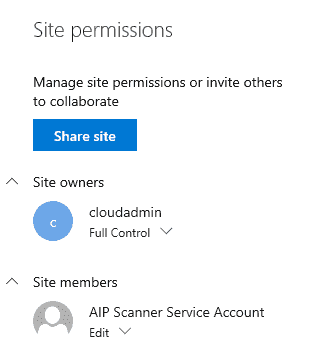 Site permissions
Manage site permissions or invite others
to collaborate
Share site
Site owners
c
cloudadmin
Full Control
Site members
AIP Scanner Service Account
Edit